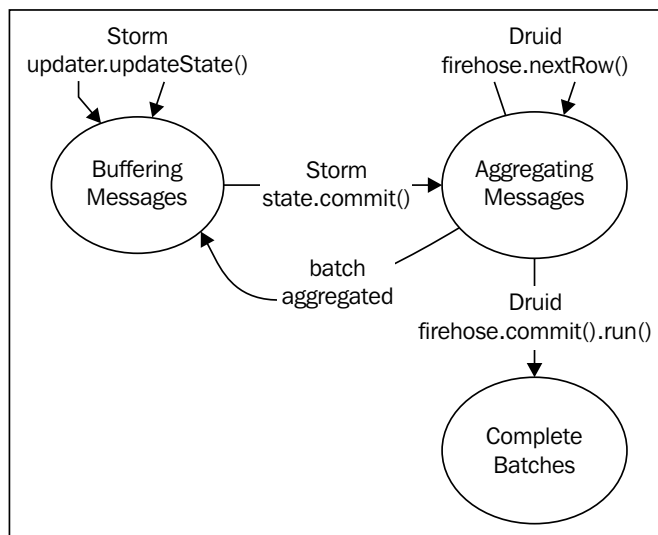 Storm
updater.updateState()
Druid
firehose.nextRow()
Buffering
Messages
Storm
state.commit()
Aggregating
Messages
batch
aggregated
Druid
firehose.commit().run()
Complete
Batches